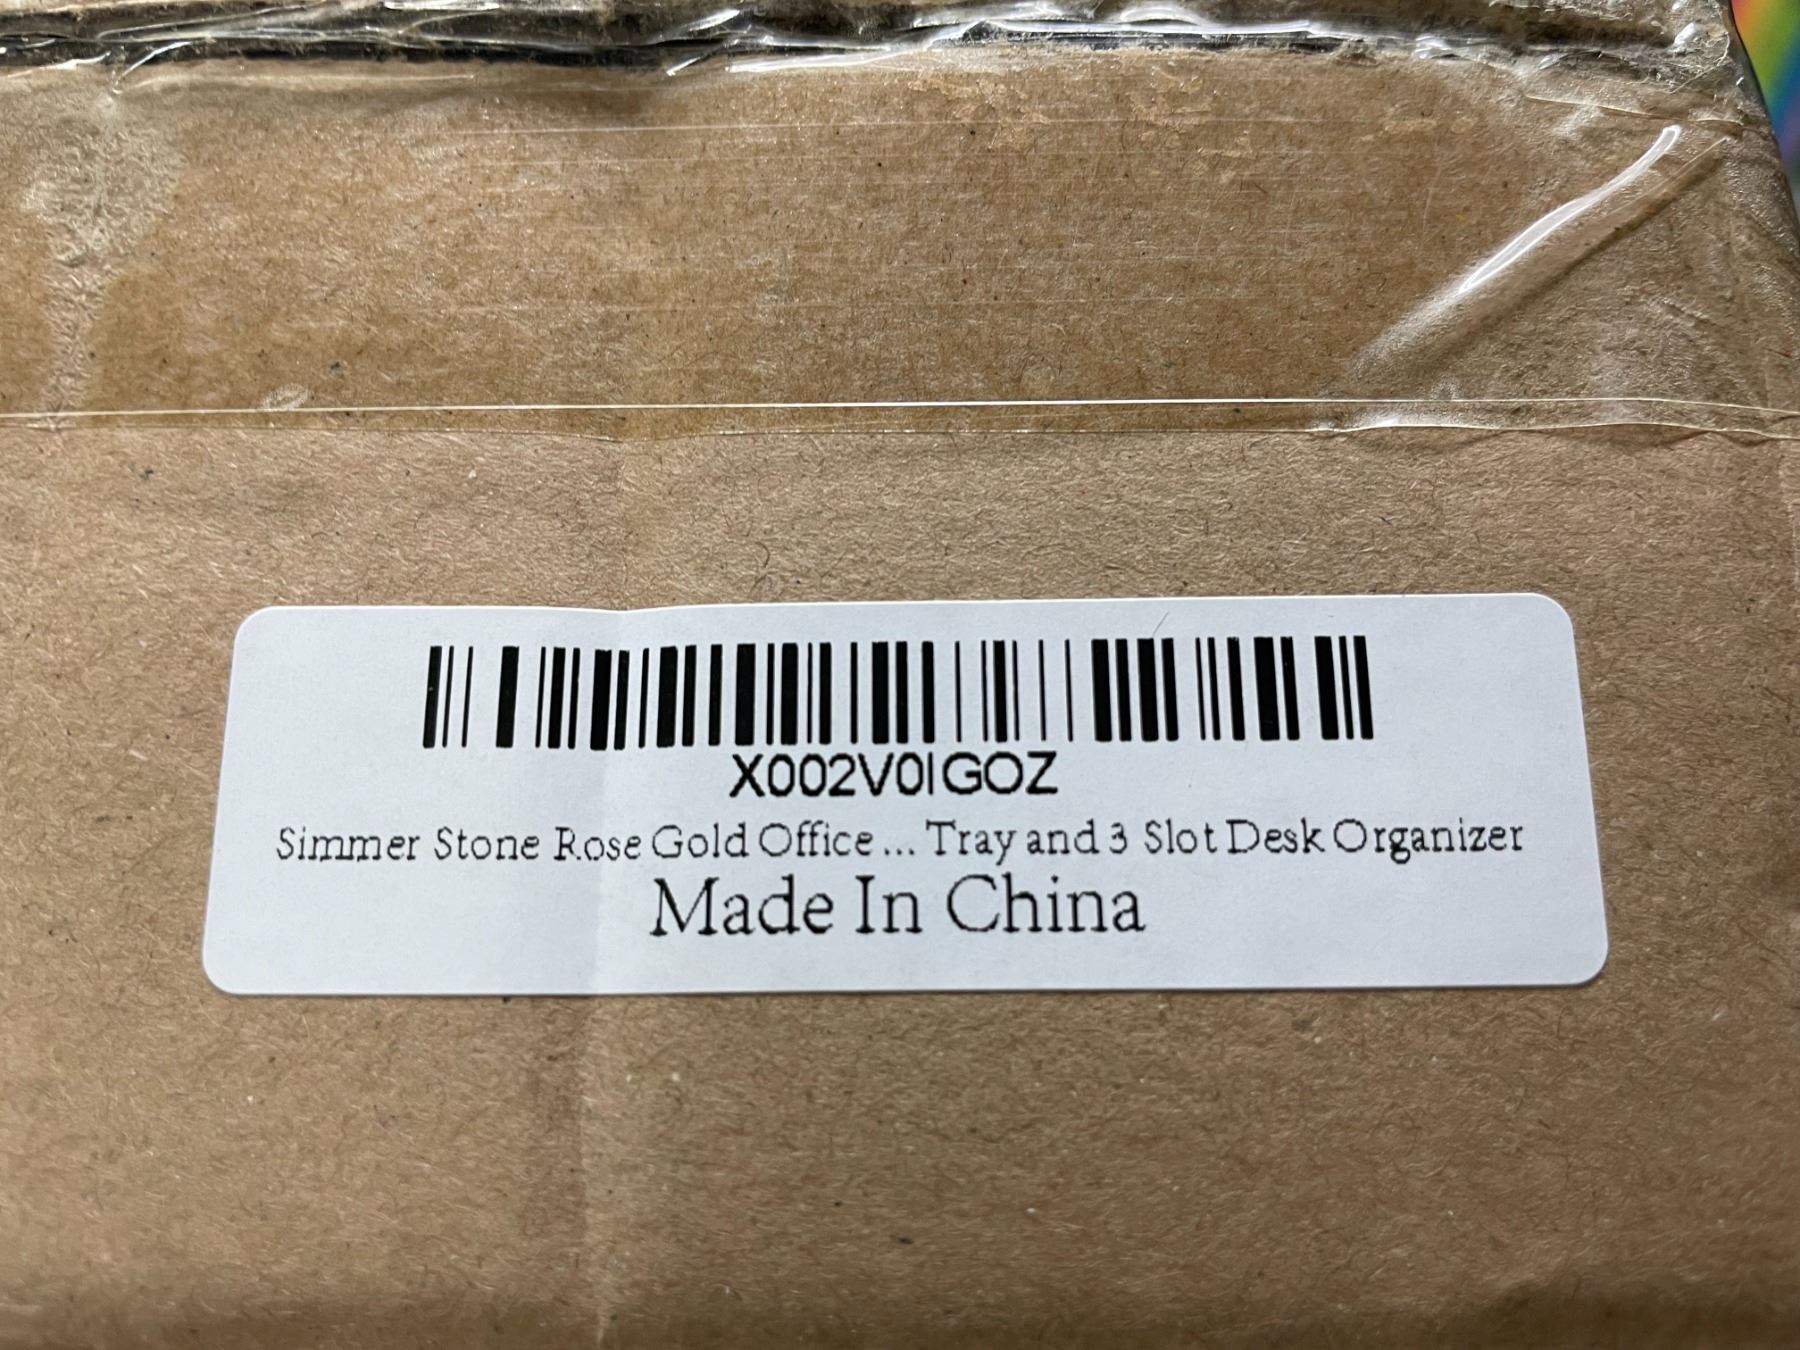 X002V0IGOZ
Simmer Stone Rose Gold Office ... Tray and 3 Slot Desk Organizer
Made In China